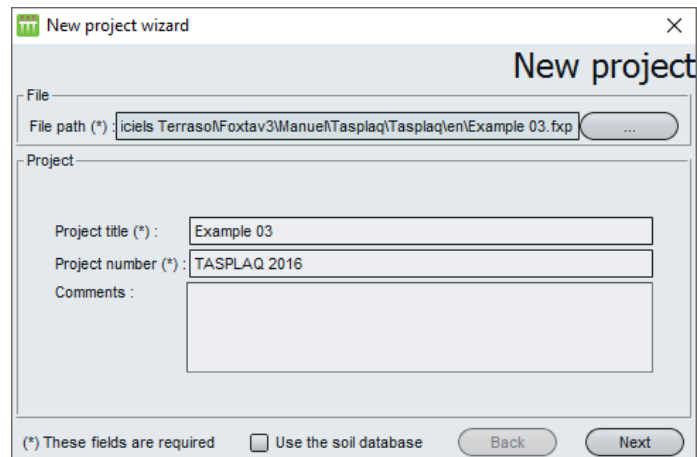 New project wizard
New project
File
File path (*) : iciels Terrasol\Foxtav3\Manuel\Tasplaq\Tasplaq\en\Example 03.fxp ...
Project
Project title (*) : Example 03
Project number (*) : TASPLAQ 2016
Comments :
(*) These fields are required Use the soil database Back Next